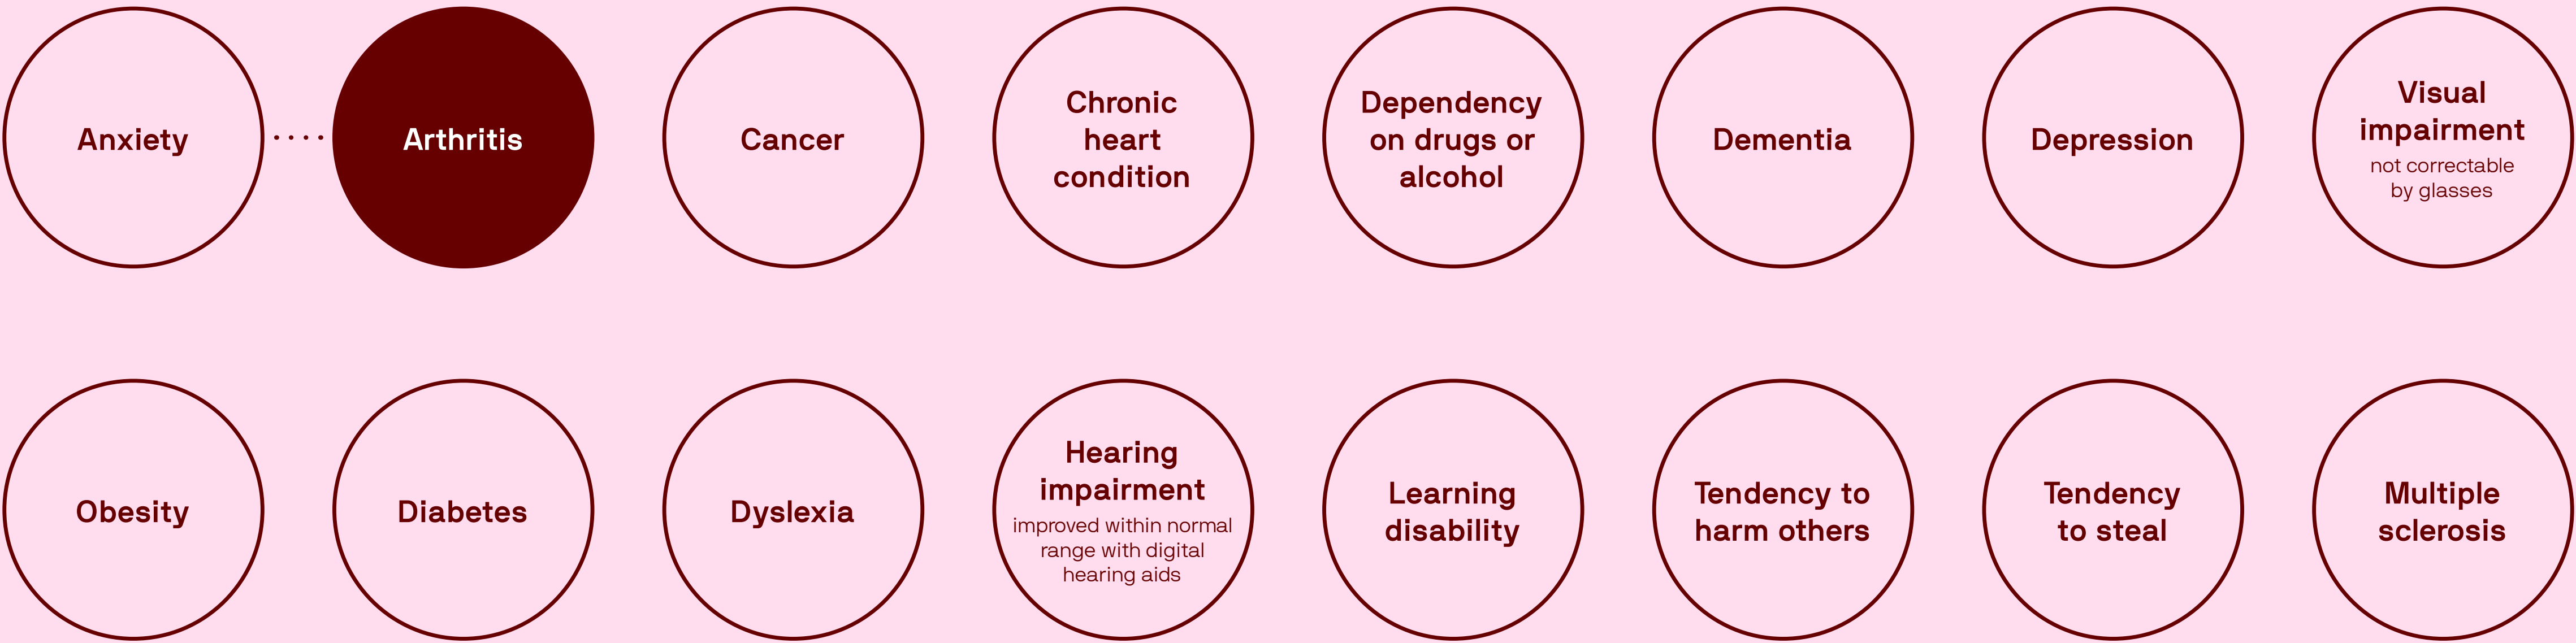 Anxiety
Arthritis
Cancer
Chronic
heart
condition
Dependency
on drugs or
alcohol
Dementia
Depression
Visual
impairment
not correctable
by glasses
Obesity
Diabetes
Dyslexia
Hearing
impairment
improved within normal
range with digital
hearing aids
Learning
disability
Tendency to
harm others
Tendency
to steal
Multiple
sclerosis